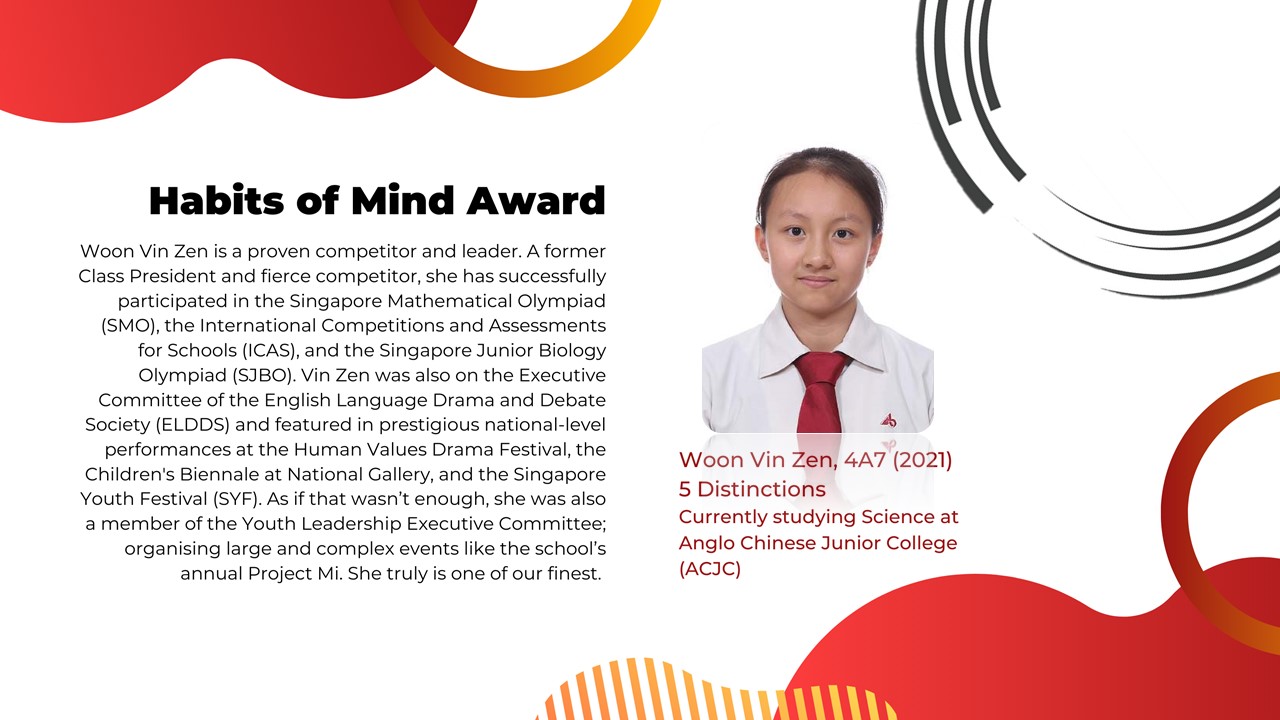 Habits of Mind Award
Woon Vin Zen is a proven competitor and leader. A former
Class President and fierce competitor, she has successfully
participated in the Singapore Mathematical Olympiad
(SMO), the International Competitions and Assessments
for Schools (ICAS), and the Singapore Junior Biology
Olympiad (SJBO). Vin Zen was also on the Executive
Committee of the English Language Drama and Debate
Society (ELDDS) and featured in prestigious national-level
performances at the Human Values Drama Festival, the
Children's Biennale at National Gallery, and the Singapore
Youth Festival (SYF). As if that wasn’t enough, she was also
a member of the Youth Leadership Executive Committee;
organising large and complex events like the school’s
annual Project Mi. She truly is one of our finest.
Woon Vin Zen, 4A7 (2021)
5 Distinctions
Currently studying Science at
Anglo Chinese Junior College
(ACJC)